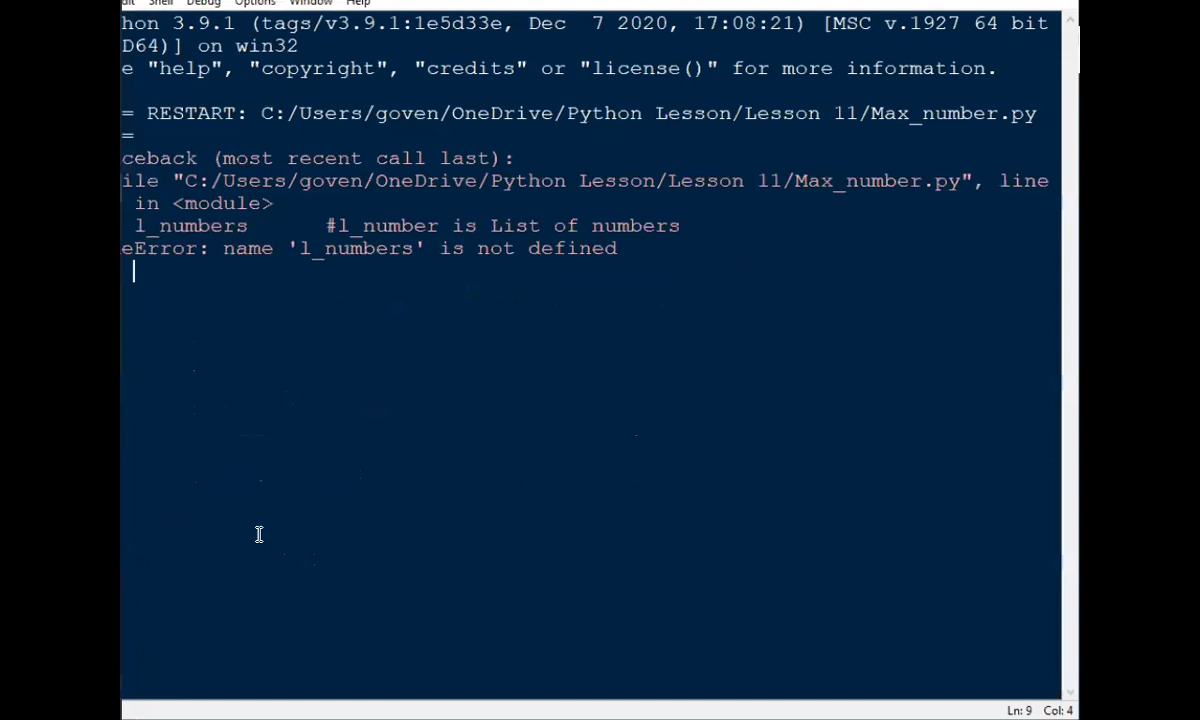 dit Shell Debug Options Window Help
hon 3.9.1 (tags/v3.9.1:1e5d33e, Dec  7 2020, 17:08:21) [MSC v.1927 64 bit
D64)] on win32
e "help", "copyright", "credits" or "license()" for more information.
= RESTART: C:/Users/goven/OneDrive/Python Lesson/Lesson 11/Max_number.py
=
ceback (most recent call last):
ile "C:/Users/goven/OneDrive/Python Lesson/Lesson 11/Max_number.py", line
in <module>
l_numbers      #l_number is List of numbers
eError: name 'l_numbers' is not defined
Ln: 9 Col: 4